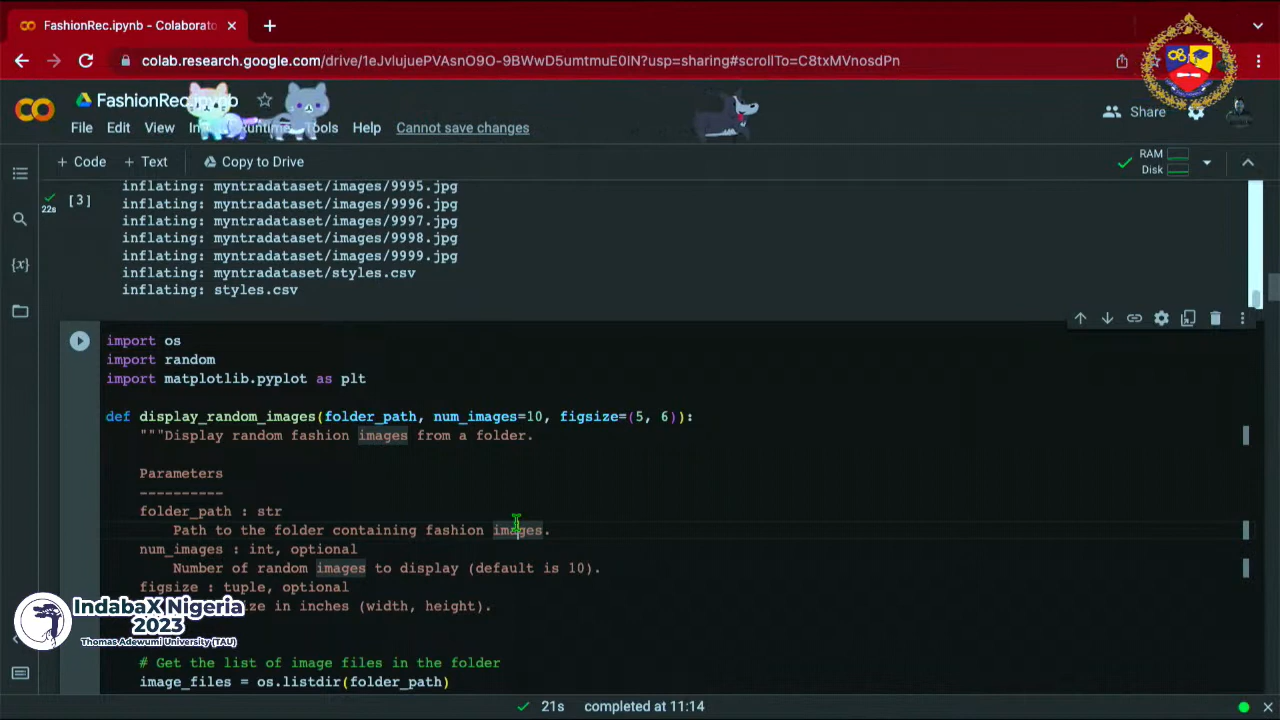 FashionRec.ipynb - Colaborato
colab.research.google.com/drive/1eJvlujuePVAsnO9O-9BWwD5umtmuE0lN?usp=sharing#scrollTo=C8txMVnosdPn
FashionRec.ipynb
File Edit View Tools Help Cannot save changes
Share
+ Code + Text Copy to Drive
RAM
Disk
inflating: myntradataset/images/9995.jpg
[3]
22s
inflating: myntradataset/images/9996.jpg
inflating: myntradataset/images/9997.jpg
inflating: myntradataset/images/9998.jpg
inflating: myntradataset/images/9999.jpg
inflating: myntradataset/styles.csv
inflating: styles.csv
{x}
import os
import random
import matplotlib.pyplot as plt
def display_random_images(folder_path, num_images=10, figsize=(5, 6)):
"""Display random fashion images from a folder.
Parameters
----------
folder_path : str
Path to the folder containing fashion images.
num_images : int, optional
Number of random images to display (default is 10).
figsize : tuple, optional
size in inches (width, height).
IndabaX Nigeria
2023
Thomas Adewumi University (TAU)
# Get the list of image files in the folder
image_files = os.listdir(folder_path)
21s completed at 11:14